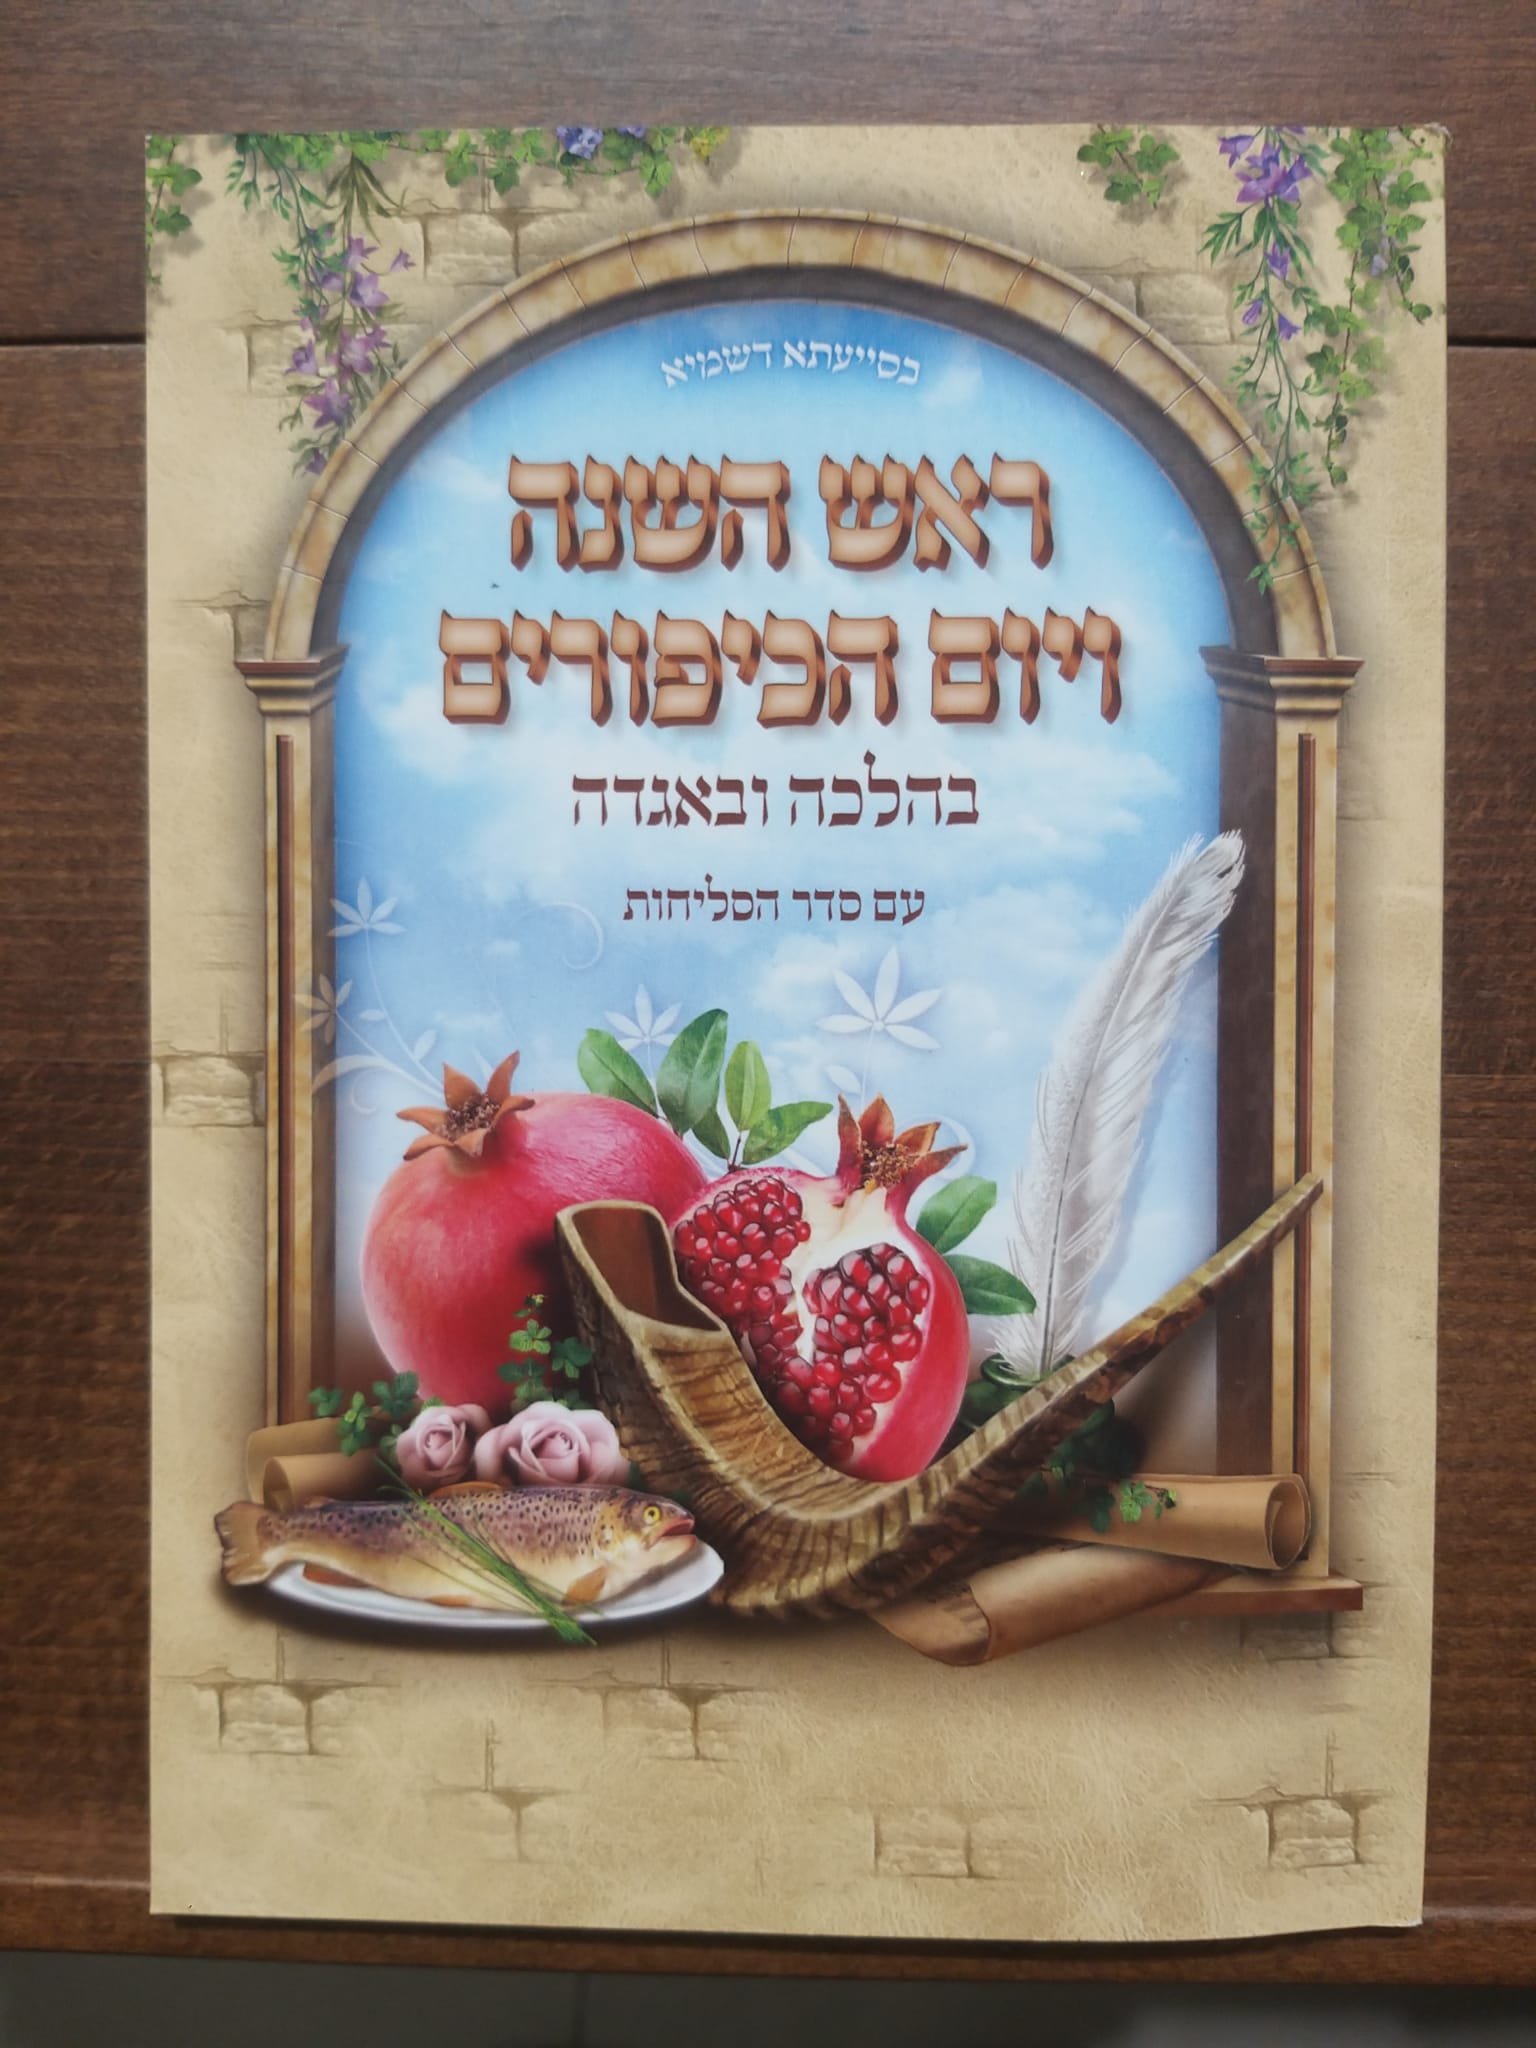 בסייעתא דשמיא
ראש השנה
ויום הכיפורים
בהלכה ובאגדה
עם סדר הסליחות